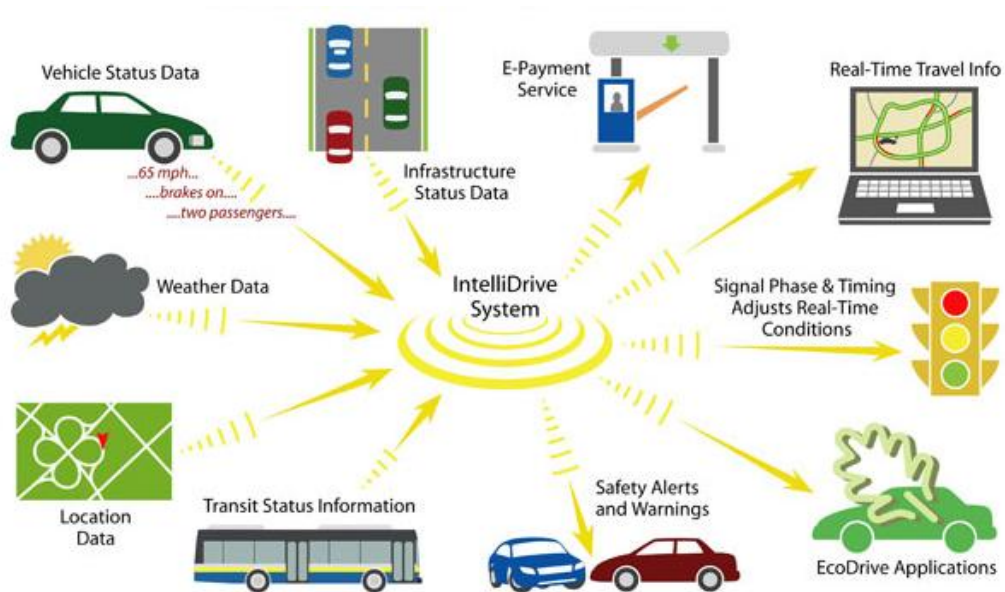 Vehicle Status Data
...65 mph...
....brakes on....
....two passengers....
Infrastructure
Status Data
E-Payment
Service
Real-Time Travel Info
Weather Data
IntelliDrive
System
Signal Phase & Timing
Adjusts Real-Time
Conditions
Location
Data
Transit Status Information
Safety Alerts
and Warnings
EcoDrive Applications